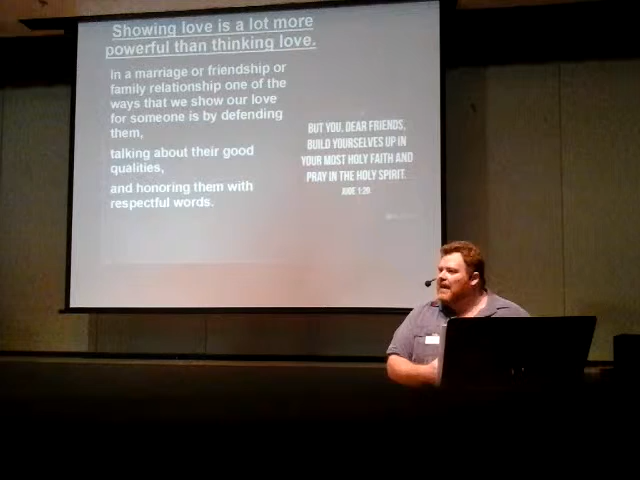 Showing love is a lot more
powerful than thinking love.
In a marriage or friendship or
family relationship one of the
ways that we show our love
for someone is by defending
them,
talking about their good
qualities,
and honoring them with
respectful words.
BUT YOU, DEAR FRIENDS,
BUILD YOURSELVES UP IN
YOUR MOST HOLY FAITH AND
PRAY IN THE HOLY SPIRIT.
JUDE 1:20